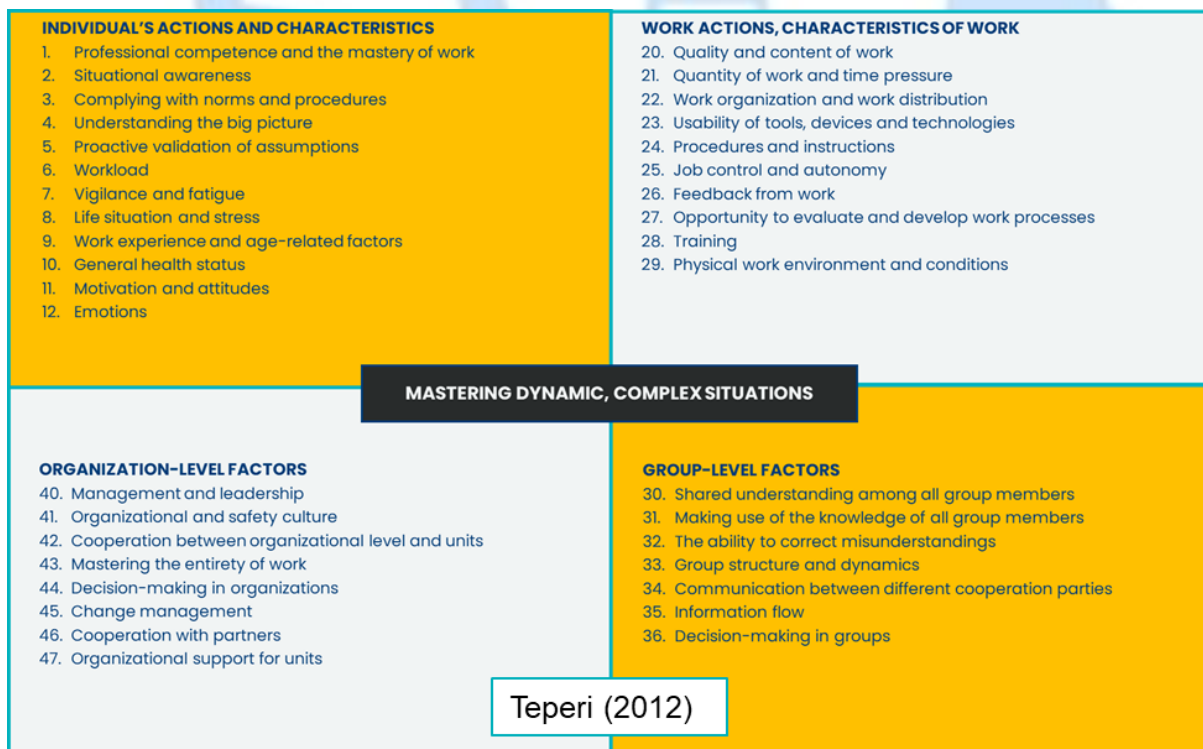 INDIVIDUAL'S ACTIONS AND CHARACTERISTICS
1. Professional competence and the mastery of work
2. Situational awareness
3. Complying with norms and procedures
4. Understanding the big picture
5. Proactive validation of assumptions
6. Workload
7. Vigilance and fatigue
8. Life situation and stress
9. Work experience and age-related factors
10. General health status
11. Motivation and attitudes
12. Emotions
WORK ACTIONS, CHARACTERISTICS OF WORK
20. Quality and content of work
21. Quantity of work and time pressure
22. Work organization and work distribution
23. Usability of tools, devices and technologies
24. Procedures and instructions
25. Job control and autonomy
26. Feedback from work
27. Opportunity to evaluate and develop work processes
28. Training
29. Physical work environment and conditions
MASTERING DYNAMIC, COMPLEX SITUATIONS
ORGANIZATION-LEVEL FACTORS
40. Management and leadership
41. Organizational and safety culture
42. Cooperation between organizational level and units
43. Mastering the entirety of work
44. Decision-making in organizations
45. Change management
46. Cooperation with partners
47. Organizational support for units
GROUP-LEVEL FACTORS
30. Shared understanding among all group members
31. Making use of the knowledge of all group members
32. The ability to correct misunderstandings
33. Group structure and dynamics
34. Communication between different cooperation parties
35. Information flow
36. Decision-making in groups
Teperi (2012)